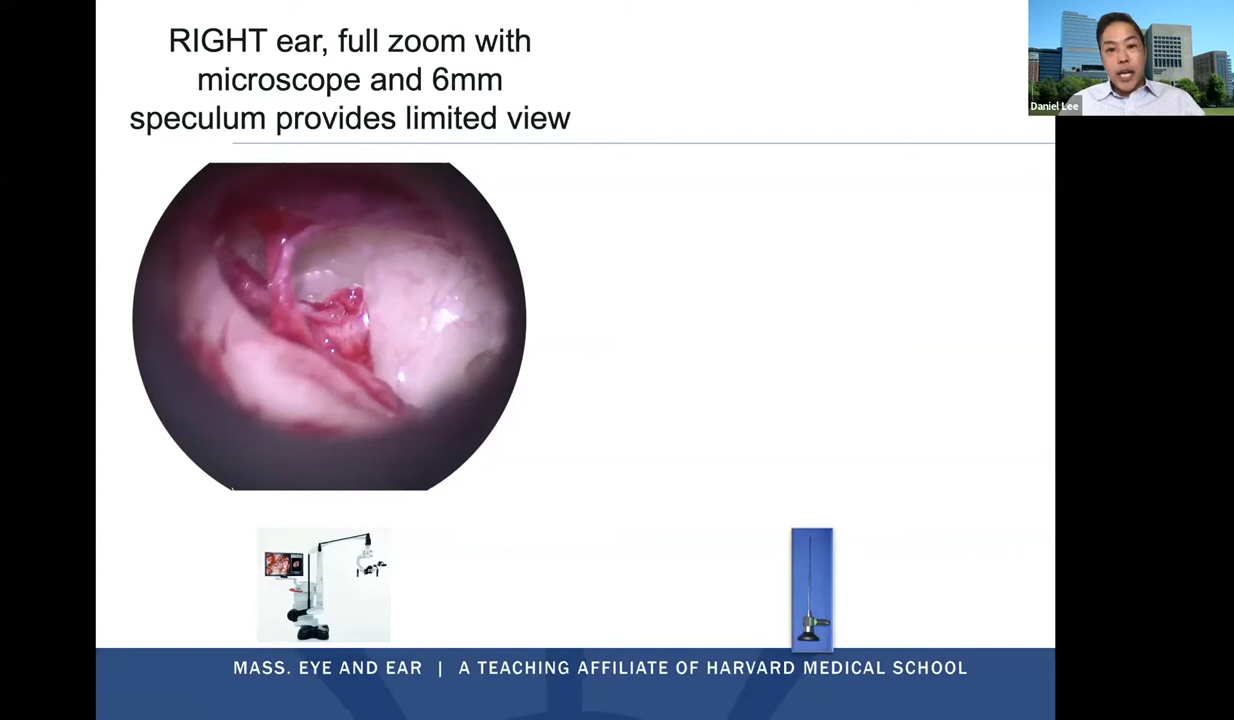 RIGHT ear, full zoom with
microscope and 6mm
speculum provides limited view
Daniel Lee
MASS. EYE AND EAR | A TEACHING AFFILIATE OF HARVARD MEDICAL SCHOOL